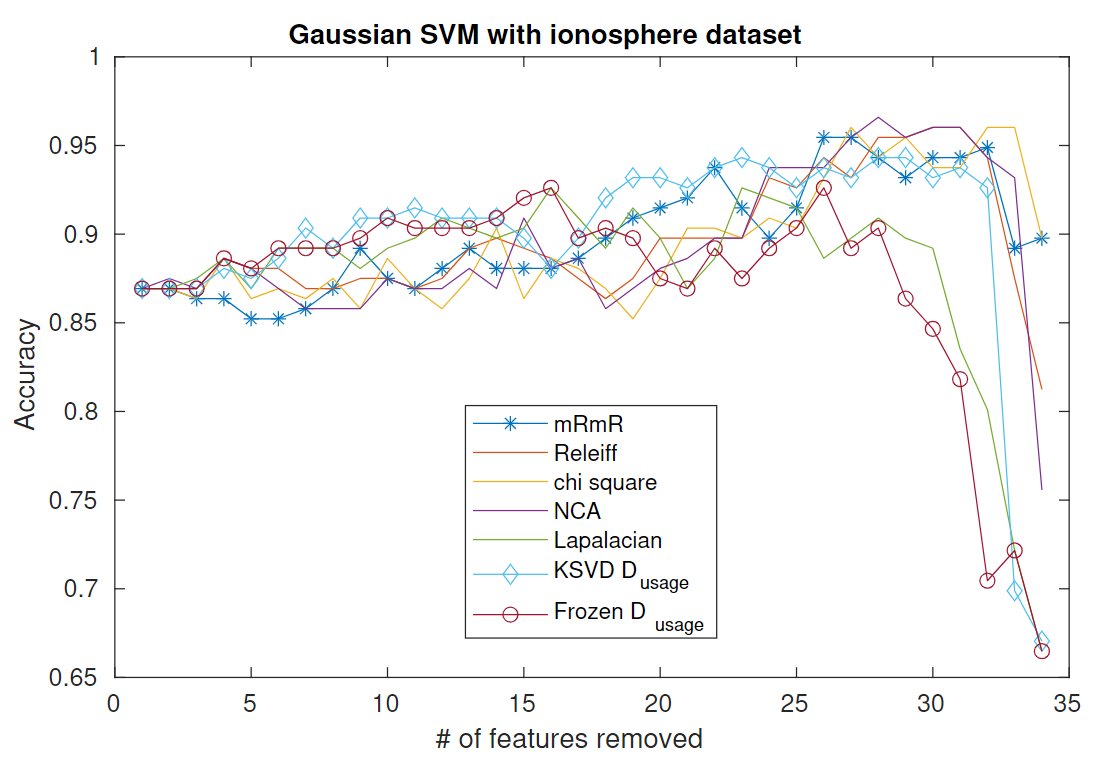 Gaussian SVM with ionosphere dataset
1
0.95
0.9
0.85
0.8
0.75
0.7
0.65
Accuracy
mRmR
Releiff
chi square
NCA
Lapalacian
KSVD D usage
Frozen D usage
0 5 10 15 20 25 30 35
# of features removed